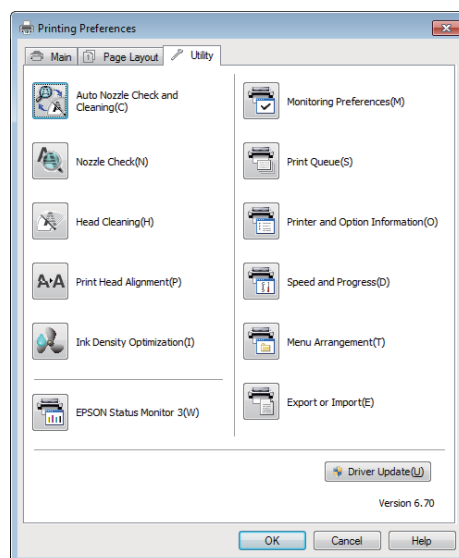 Printing Preferences
Main
Page Layout
Utility
Auto Nozzle Check and
Cleaning(C)
Nozzle Check(N)
Head Cleaning(H)
Print Head Alignment(P)
Ink Density Optimization(I)
EPSON Status Monitor 3(W)
Monitoring Preferences(M)
Print Queue(S)
Printer and Option Information(O)
Speed and Progress(D)
Menu Arrangement(T)
Export or Import(E)
Driver Update(U)
Version 6.70
OK
Cancel
Help